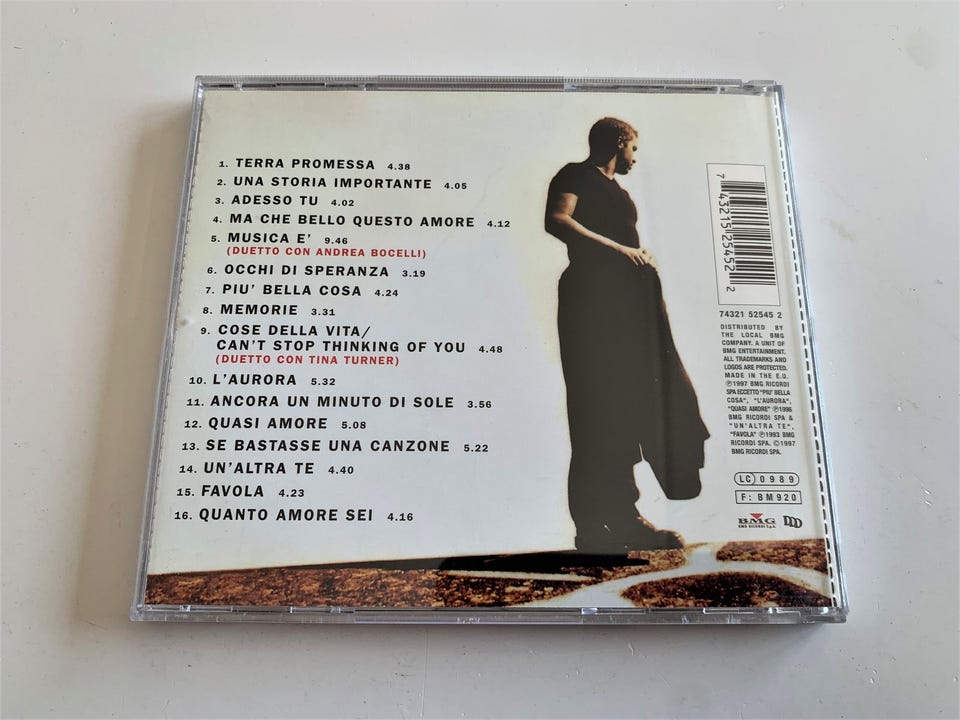 1. TERRA PROMESSA 4.38
2. UNA STORIA IMPORTANTE 4.05
3. ADESSO TU 4.02
4. MA CHE BELLO QUESTO AMORE 4.12
5. MUSICA E' 9.46
(DUETTO CON ANDREA BOCELLI)
6. OCCHI DI SPERANZA 3.19
7. PIU' BELLA COSA 4.24
8. MEMORIE 3.31
9. COSE DELLA VITA/
CAN'T STOP THINKING OF YOU 4.48
(DUETTO CON TINA TURNER)
10. L'AURORA 5.32
11. ANCORA UN MINUTO DI SOLE 3.56
12. QUASI AMORE 5.08
13. SE BASTASSE UNA CANZONE 5.22
14. UN'ALTRA TE 4.40
15. FAVOLA 4.23
16. QUANTO AMORE SEI 4.16
7 43215 25452 2
74321 52545 2
DISTRIBUTED BY
THE LOCAL BMG
COMPANY. A UNIT OF
BMG ENTERTAINMENT.
ALL TRADEMARKS AND
LOGOS ARE PROTECTED.
MADE IN THE E.U.
℗1997 BMG RICORDI
SPA ECCETTO "PIU' BELLA
COSA", "L'AURORA",
"QUASI AMORE" ℗1996
BMG RICORDI SPA &
"UN'ALTRA TE",
"FAVOLA" ℗1993 BMG
RICORDI SPA. ©1997
BMG RICORDI SPA.
LC 0989
F: BM920
BMG DDD
BMG RICORDI S.p.A.